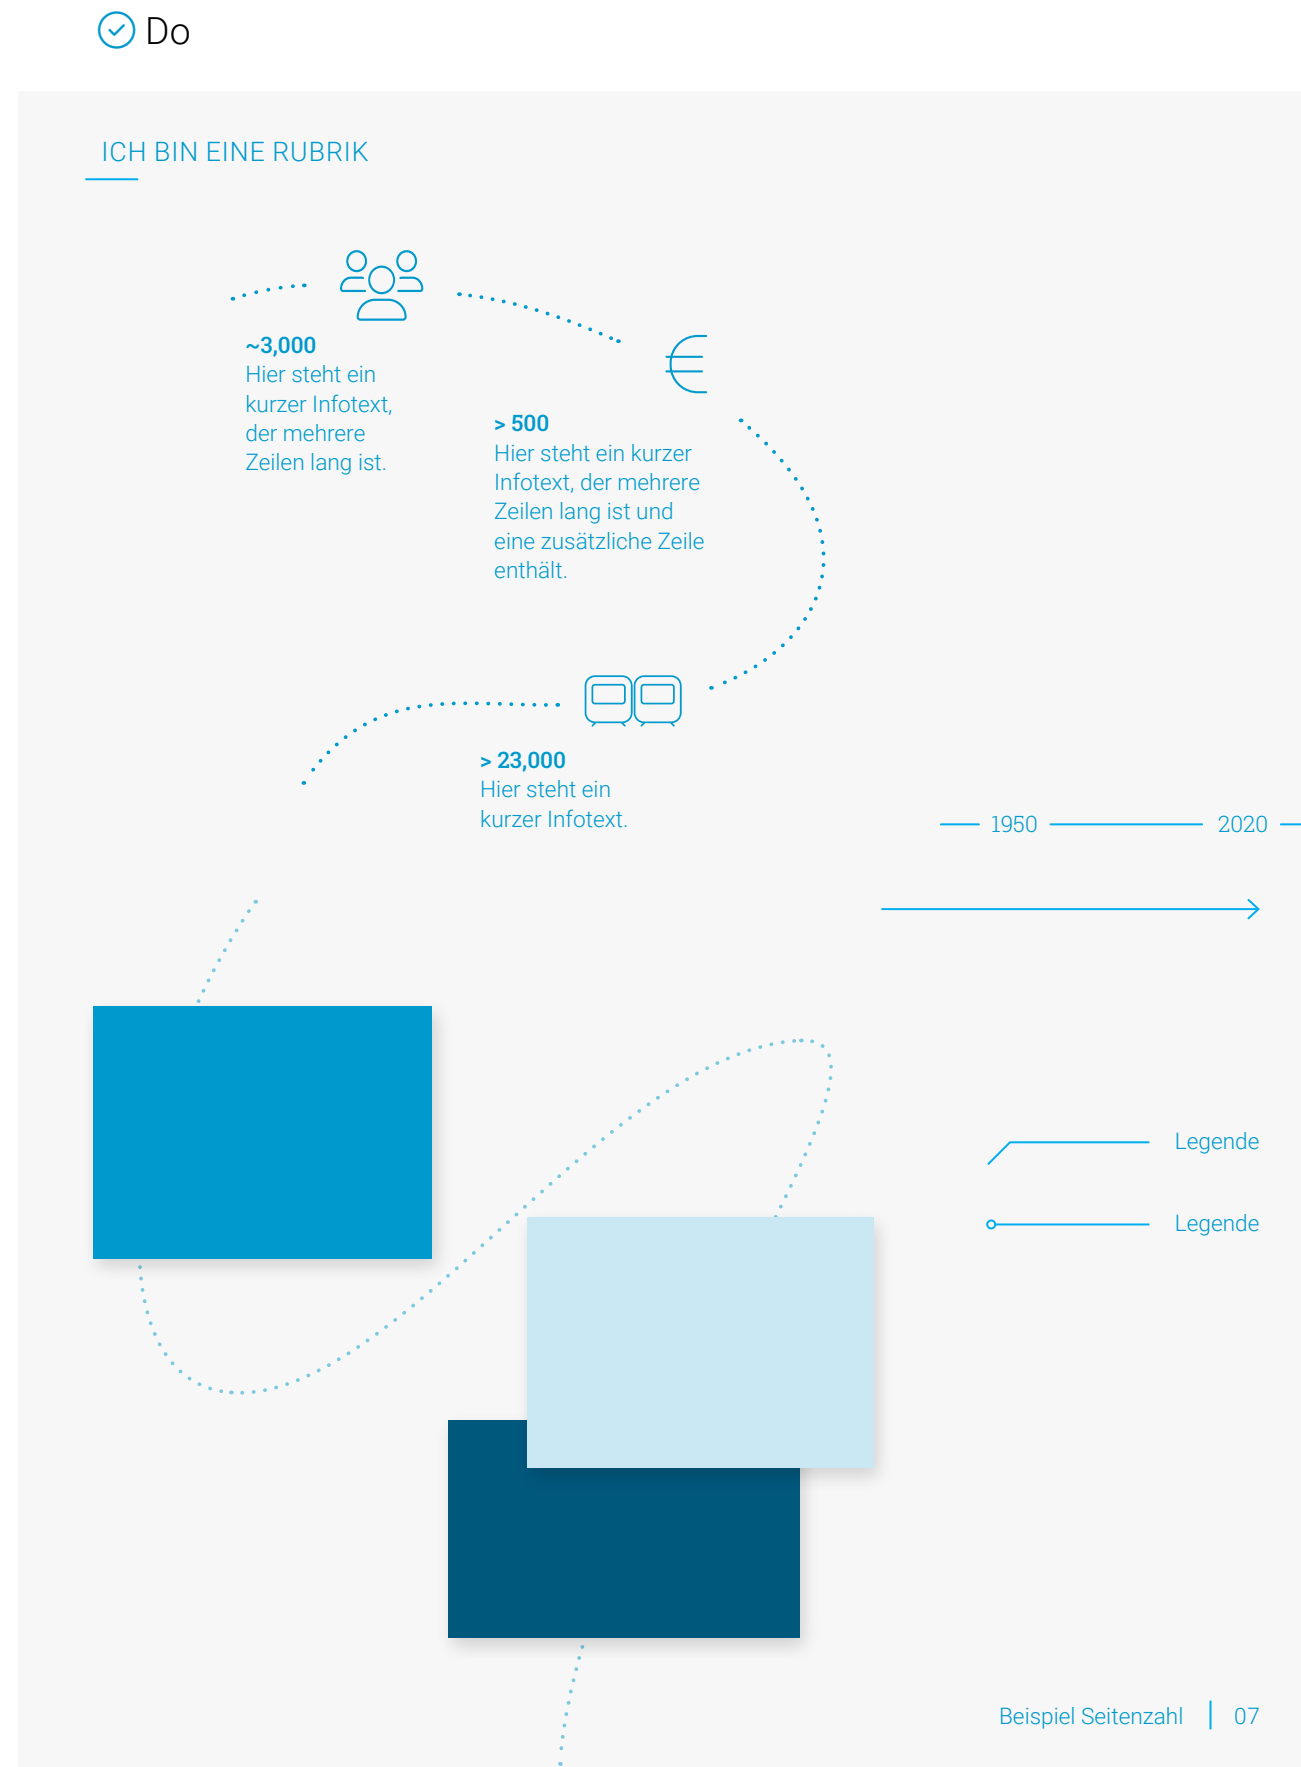 Do
ICH BIN EINE RUBRIK
~3,000
Hier steht ein
kurzer Infotext,
der mehrere
Zeilen lang ist.
> 500
Hier steht ein kurzer
Infotext, der mehrere
Zeilen lang ist und
eine zusätzliche Zeile
enthält.
> 23,000
Hier steht ein
kurzer Infotext.
1950 2020
Legende
Legende
Beispiel Seitenzahl 07